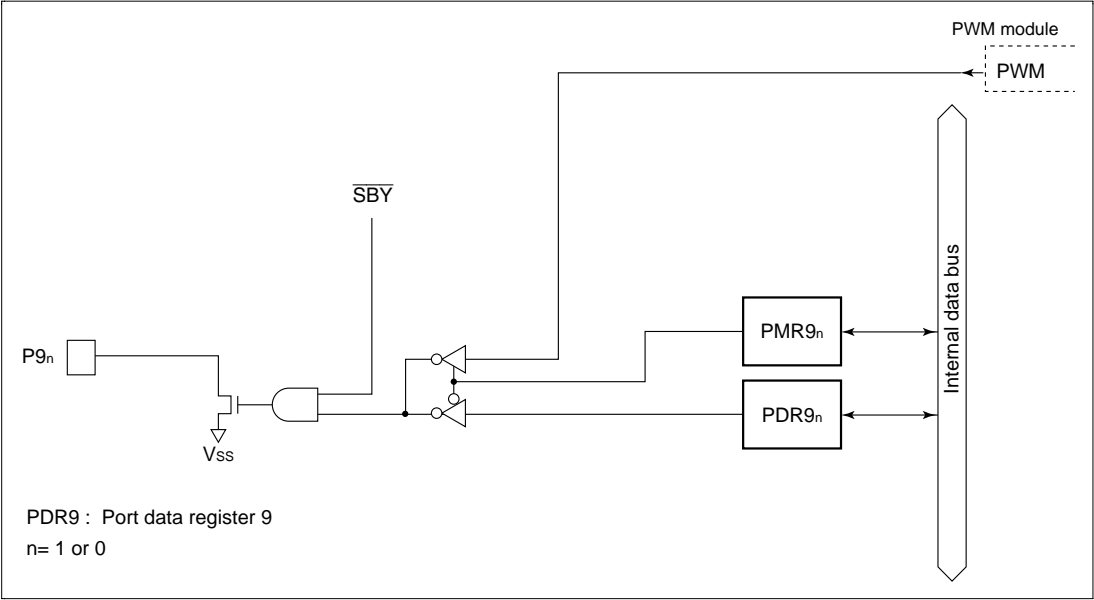 PWM module
PWM
SBY
Internal data bus
PMR9n
P9n
PDR9n
VSS
PDR9 : Port data register 9
n= 1 or 0